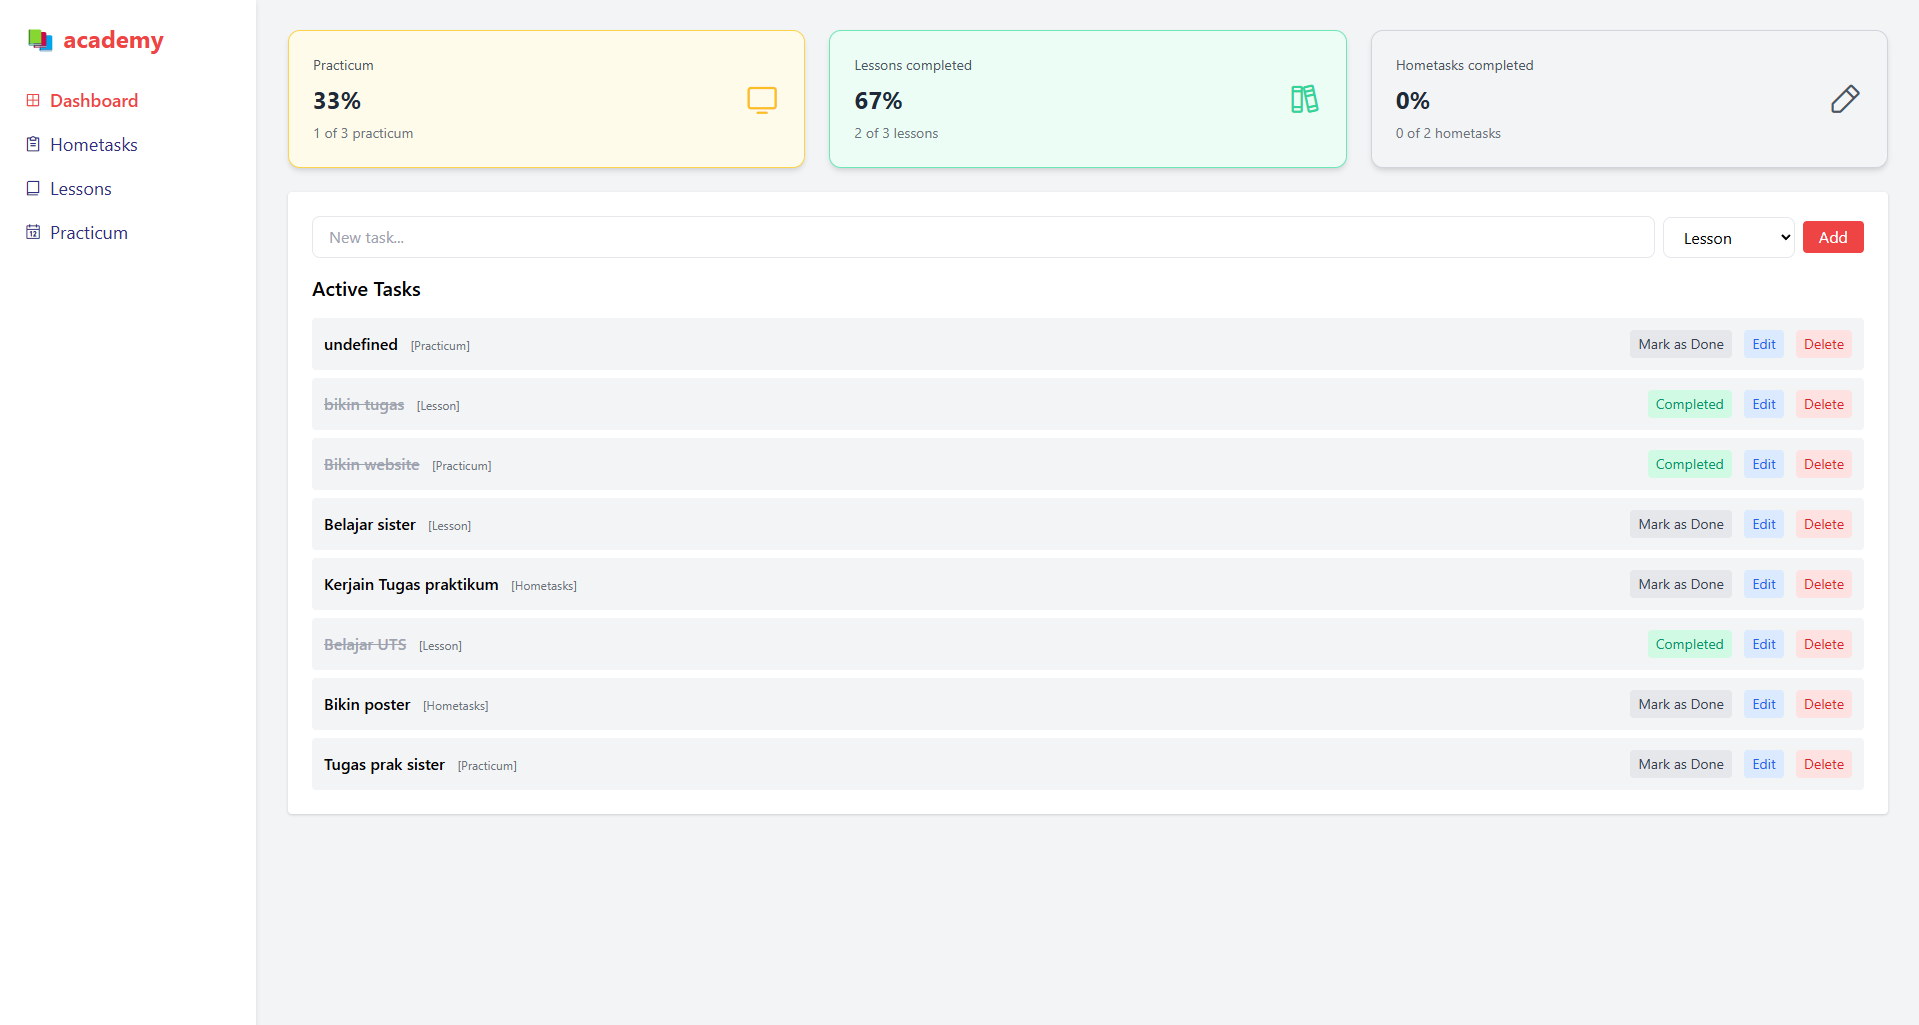 academy
Dashboard
Hometasks
Lessons
12
Practicum
Practicum
33%
1 of 3 practicum
Lessons completed
67%
2 of 3 lessons
Hometasks completed
0%
0 of 2 hometasks
New task...
Lesson
Add
Active Tasks
undefined [Practicum] Mark as Done Edit Delete
bikin tugas [Lesson] Completed Edit Delete
Bikin website [Practicum] Completed Edit Delete
Belajar sister [Lesson] Mark as Done Edit Delete
Kerjain Tugas praktikum [Hometasks] Mark as Done Edit Delete
Belajar UTS [Lesson] Completed Edit Delete
Bikin poster [Hometasks] Mark as Done Edit Delete
Tugas prak sister [Practicum] Mark as Done Edit Delete